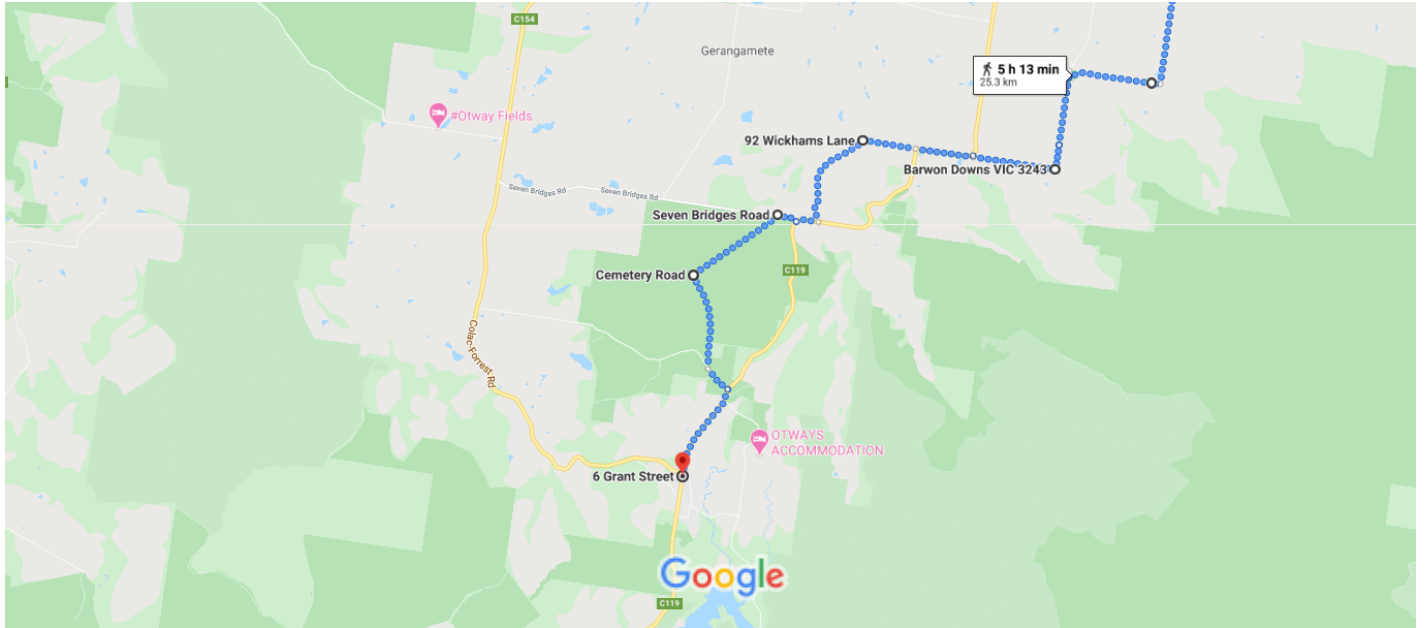 C154
Gerangamete
5 h 13 min
25.3 km
#Otway Fields
92 Wickhams Lane
Barwon Downs VIC 3243
Seven Bridges Rd
Seven Bridges Rd
Seven Bridges Road
C119
Cemetery Road
Colac-Forrest Rd
OTWAYS
ACCOMMODATION
6 Grant Street
Google
C119